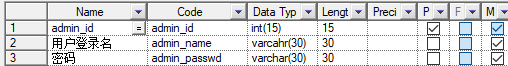 Name Code Data Typ Lengt Preci P F M
1 admin_id = admin_id int(15) 15
2 用户登录名 admin_name varcahr(30) 30
3 密码 admin_passwd varchar(30) 30